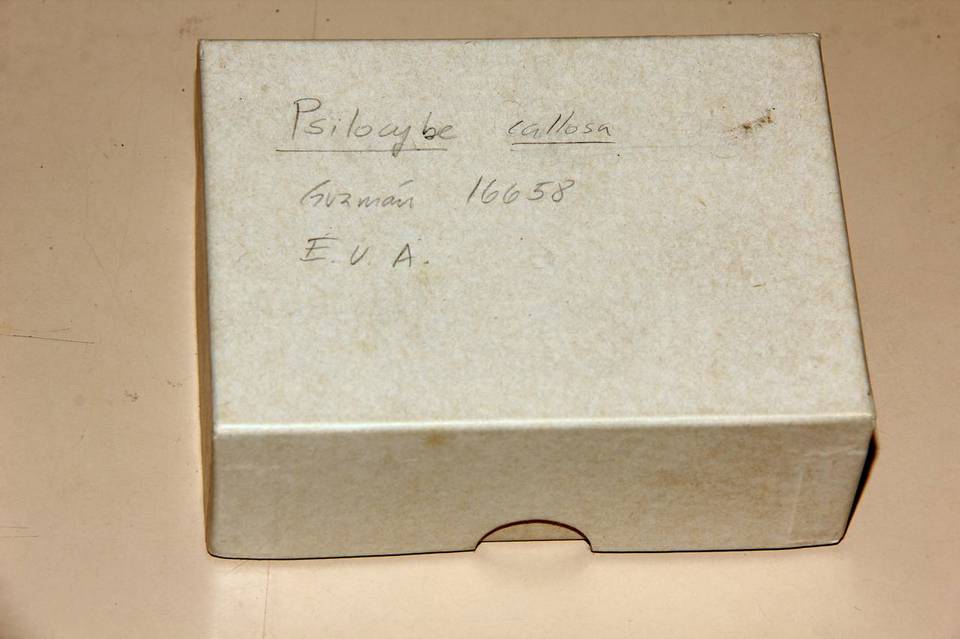 Psilocybe callosa
Guzmán 16658
E. U. A.